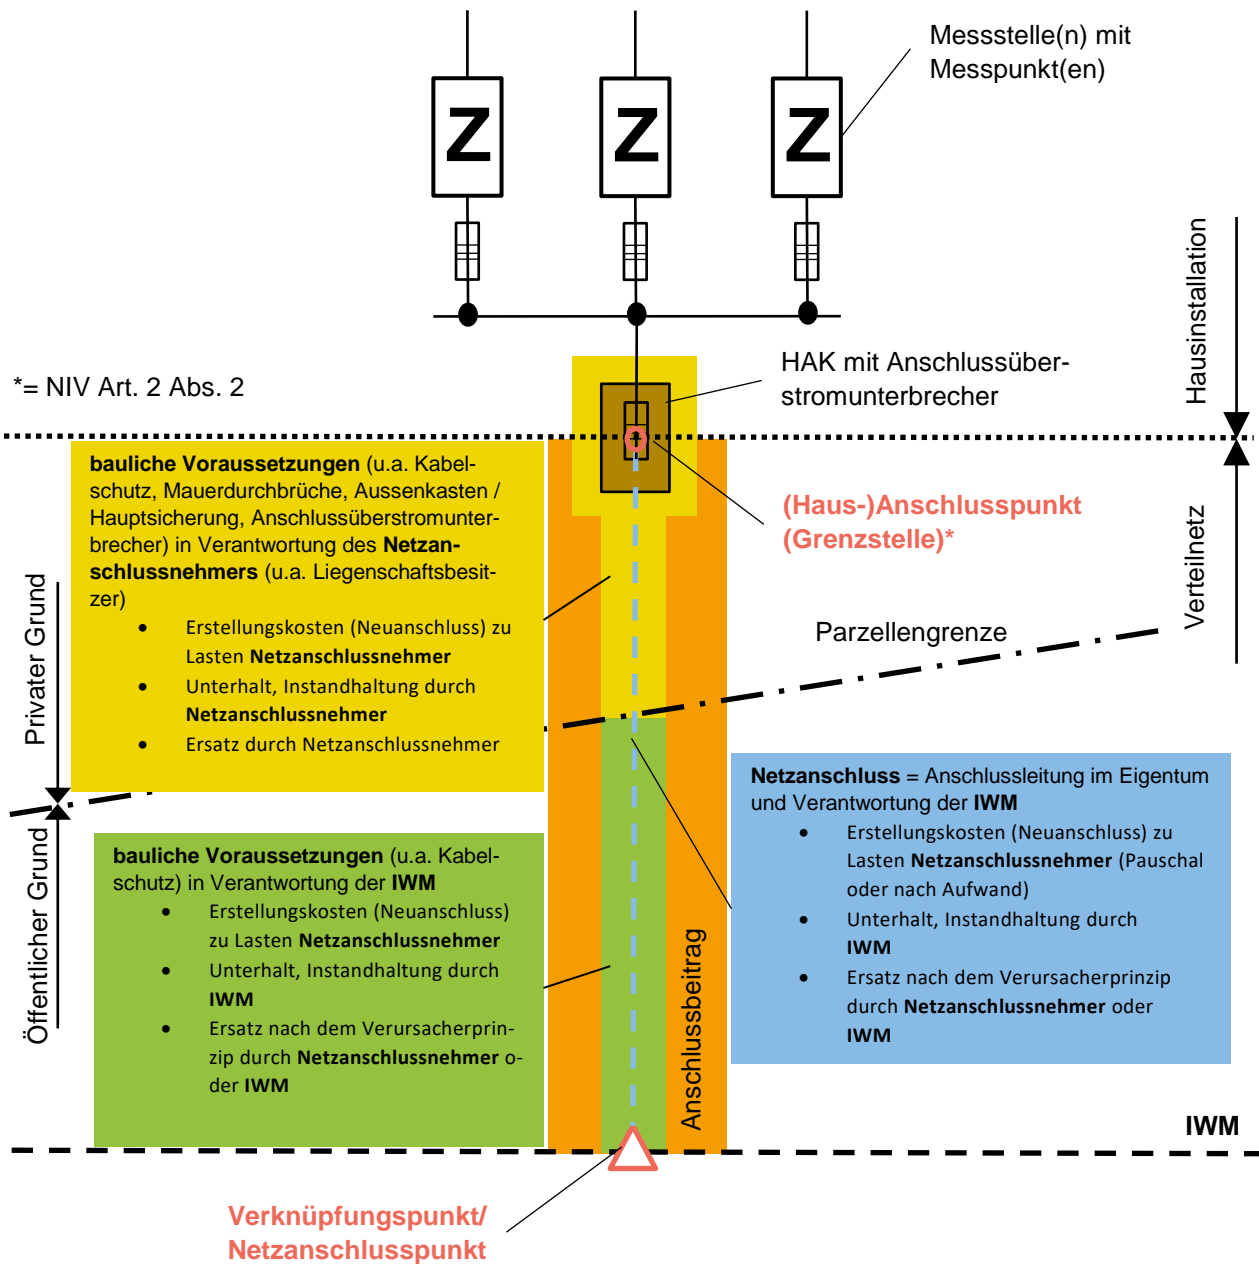 Messstelle(n) mit
Messpunkt(en)
Z
Z
Z
Hausinstallation
HAK mit Anschlussüber-
stromunterbrecher
*= NIV Art. 2 Abs. 2
bauliche Voraussetzungen (u.a. Kabel-
schutz, Mauerdurchbrüche, Aussenkasten /
Hauptsicherung, Anschlussüberstromunter-
brecher) in Verantwortung des Netzan-
schlussnehmers (u.a. Liegenschaftsbesit-
zer)
• Erstellungskosten (Neuanschluss) zu
Lasten Netzanschlussnehmer
• Unterhalt, Instandhaltung durch
Netzanschlussnehmer
• Ersatz durch Netzanschlussnehmer
(Haus-)Anschlusspunkt
(Grenzstelle)*
Verteilnetz
Parzellengrenze
Privater Grund
Öffentlicher Grund
Netzanschluss = Anschlussleitung im Eigentum
und Verantwortung der IWM
• Erstellungskosten (Neuanschluss) zu
Lasten Netzanschlussnehmer (Pauschal
oder nach Aufwand)
• Unterhalt, Instandhaltung durch
IWM
• Ersatz nach dem Verursacherprinzip
durch Netzanschlussnehmer oder
IWM
bauliche Voraussetzungen (u.a. Kabel-
schutz) in Verantwortung der IWM
• Erstellungskosten (Neuanschluss)
zu Lasten Netzanschlussnehmer
• Unterhalt, Instandhaltung durch
IWM
• Ersatz nach dem Verursacherprin-
zip durch Netzanschlussnehmer o-
der IWM
Anschlussbeitrag
IWM
Verknüpfungspunkt/
Netzanschlusspunkt